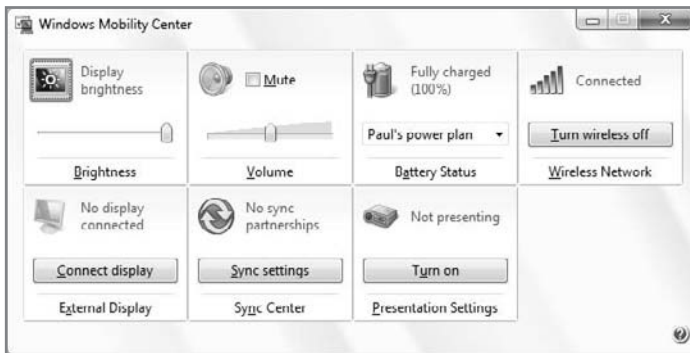 Windows Mobility Center
Display
brightness
Brightness
Mute
Volume
Fully charged
(100%)
Paul's power plan
Battery Status
Connected
Turn wireless off
Wireless Network
No display
connected
Connect display
External Display
No sync
partnerships
Sync settings
Sync Center
Not presenting
Turn on
Presentation Settings